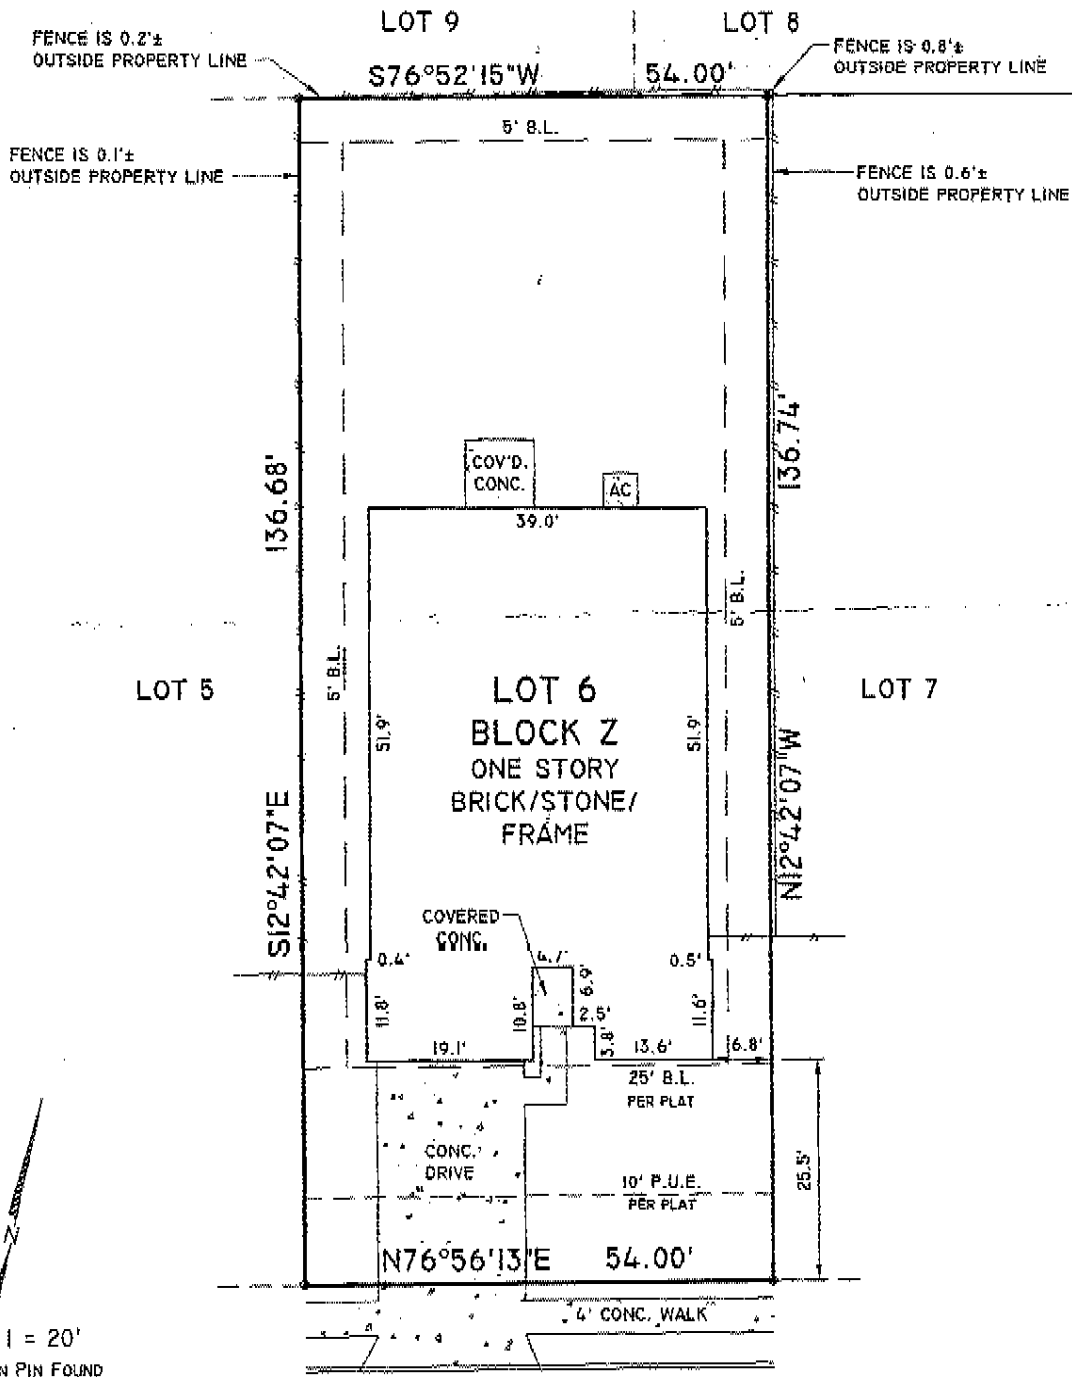 LOT 9
LOT 8
FENCE IS 0.2'±
OUTSIDE PROPERTY LINE
FENCE IS 0.8'±
OUTSIDE PROPERTY LINE
S76°52'15"W
54.00'
5' B.L.
FENCE IS 0.1'±
OUTSIDE PROPERTY LINE
FENCE IS 0.6'±
OUTSIDE PROPERTY LINE
136.68'
136.74'
COV'D.
CONC.
AC
39.0'
5' B.L.
5' B.L.
LOT 5
LOT 6
LOT 7
BLOCK Z
ONE STORY
BRICK/STONE/
FRAME
51.9'
51.9'
S12°42'07"E
N12°42'07"W
COVERED
CONC.
4.7'
0.4'
0.5'
6.9'
11.8'
10.8'
2.5'
11.6'
3.8'
19.1'
13.6'
6.8'
25' B.L.
PER PLAT
CONC.
DRIVE
10' P.U.E.
PER PLAT
25.5'
N76°56'13"E
54.00'
4' CONC. WALK
N
1 = 20'
N PIN FOUND